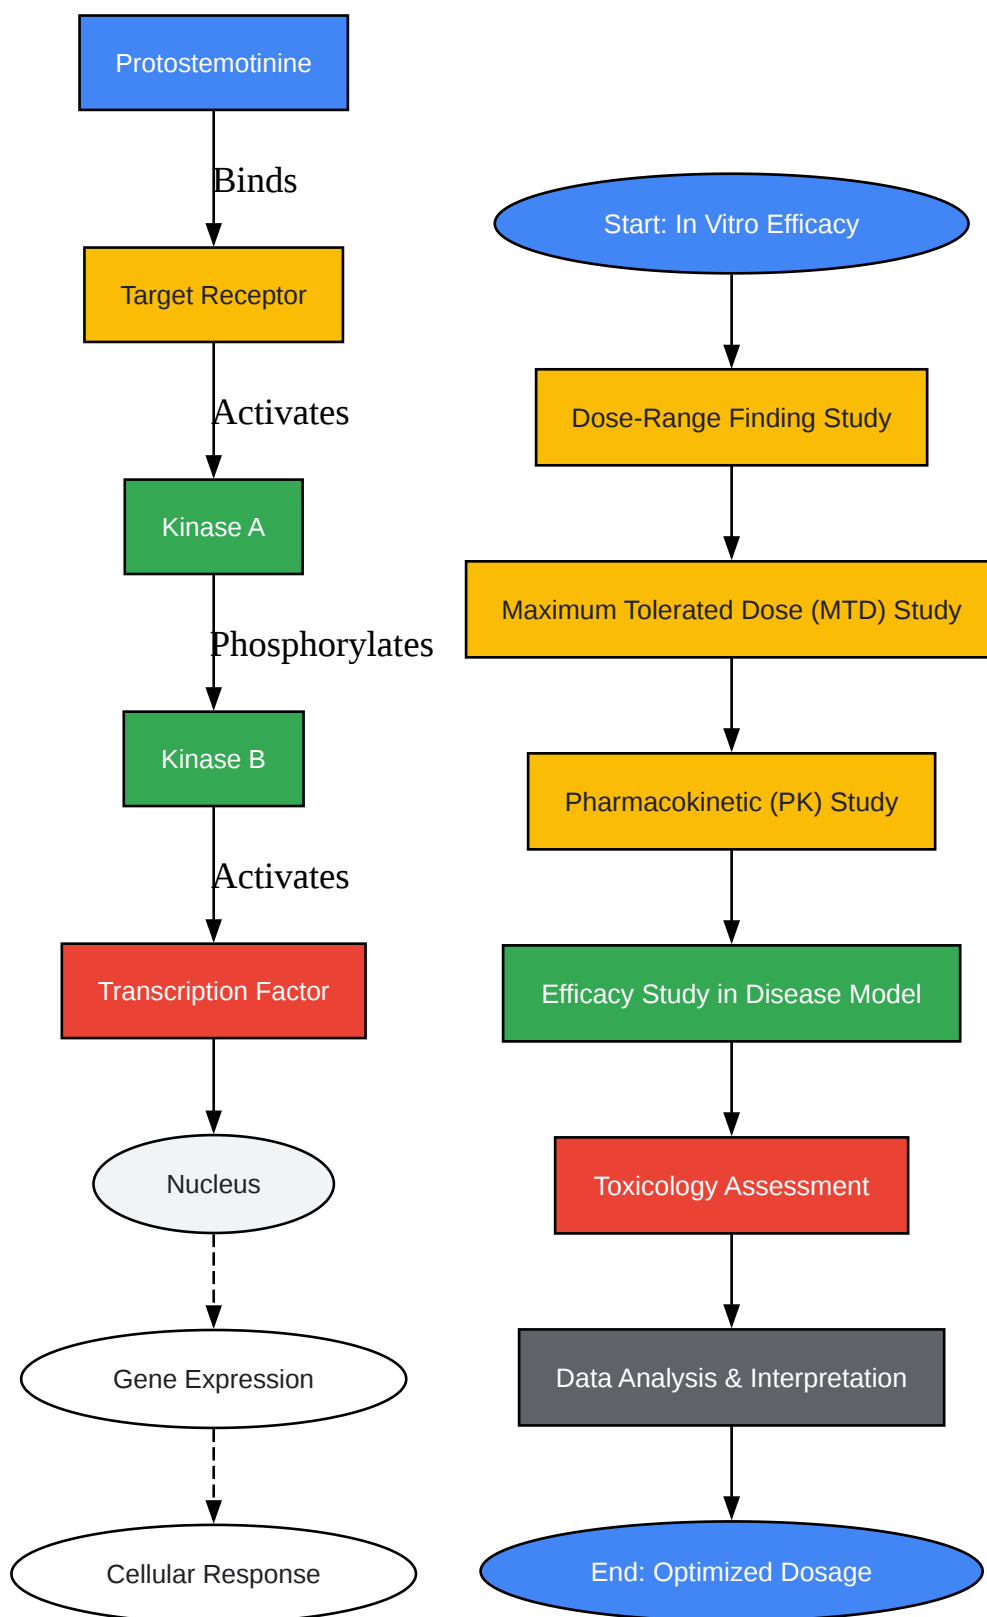 Protostemotinine
Binds
Target Receptor
Activates
Kinase A
Phosphorylates
Kinase B
Activates
Transcription Factor
Nucleus
Gene Expression
Cellular Response
Start: In Vitro Efficacy
Dose-Range Finding Study
Maximum Tolerated Dose (MTD) Study
Pharmacokinetic (PK) Study
Efficacy Study in Disease Model
Toxicology Assessment
Data Analysis & Interpretation
End: Optimized Dosage